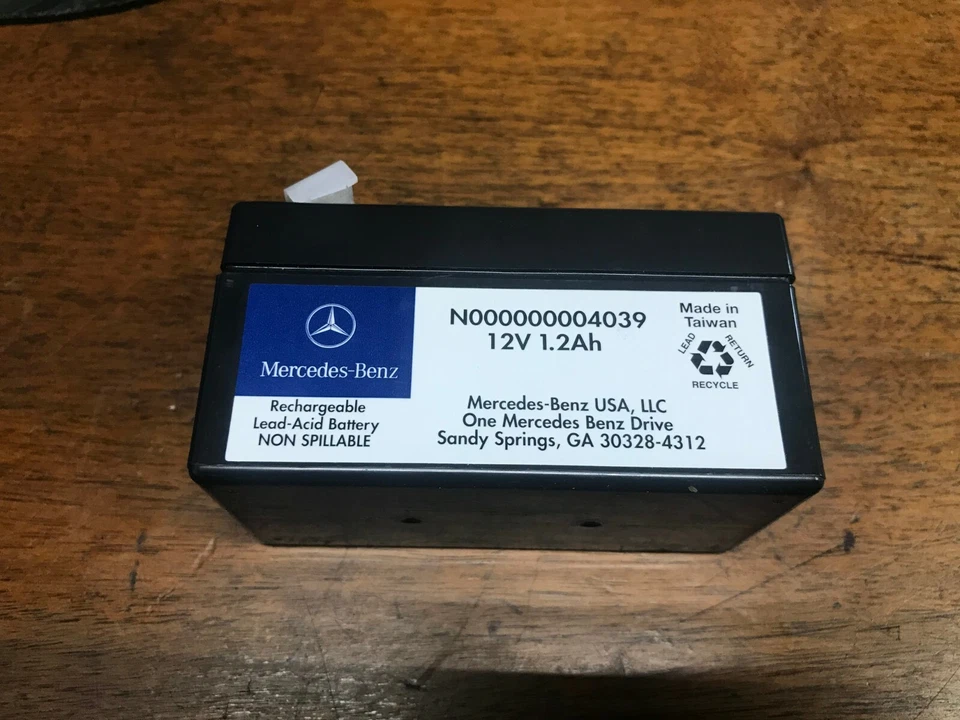 Mercedes-Benz
Rechargeable
Lead-Acid Battery
NON SPILLABLE
N000000004039
12V 1.2Ah
Mercedes-Benz USA, LLC
One Mercedes Benz Drive
Sandy Springs, GA 30328-4312
Made in
Taiwan
LEAD
RETURN
RECYCLE